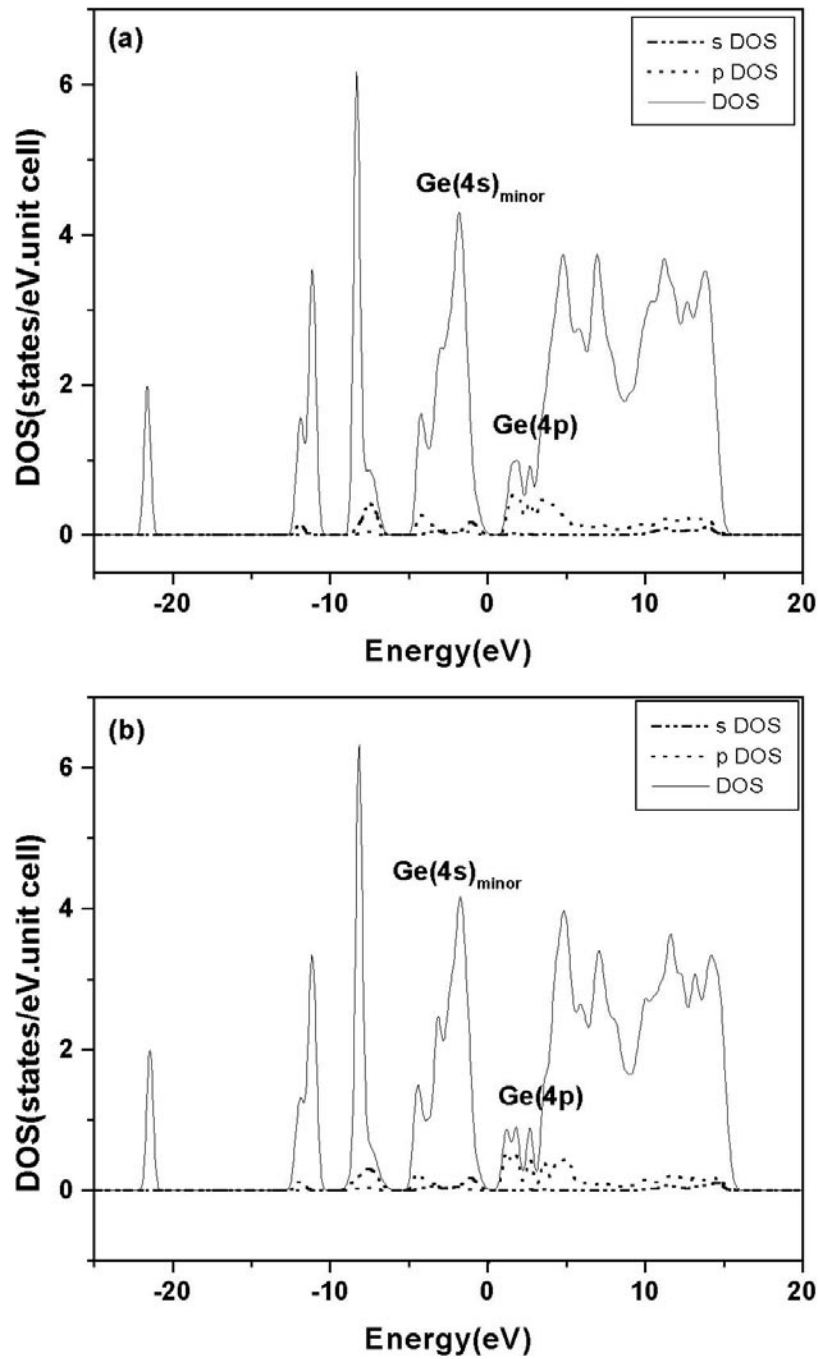 (a)
s DOS
p DOS
DOS
6
4
2
0
DOS(states/eV.unit cell)
Ge(4s)minor
Ge(4p)
-20
-10
0
10
20
Energy(eV)
(b)
s DOS
p DOS
DOS
6
4
2
0
DOS(states/eV.unit cell)
Ge(4s)minor
Ge(4p)
-20
-10
0
10
20
Energy(eV)